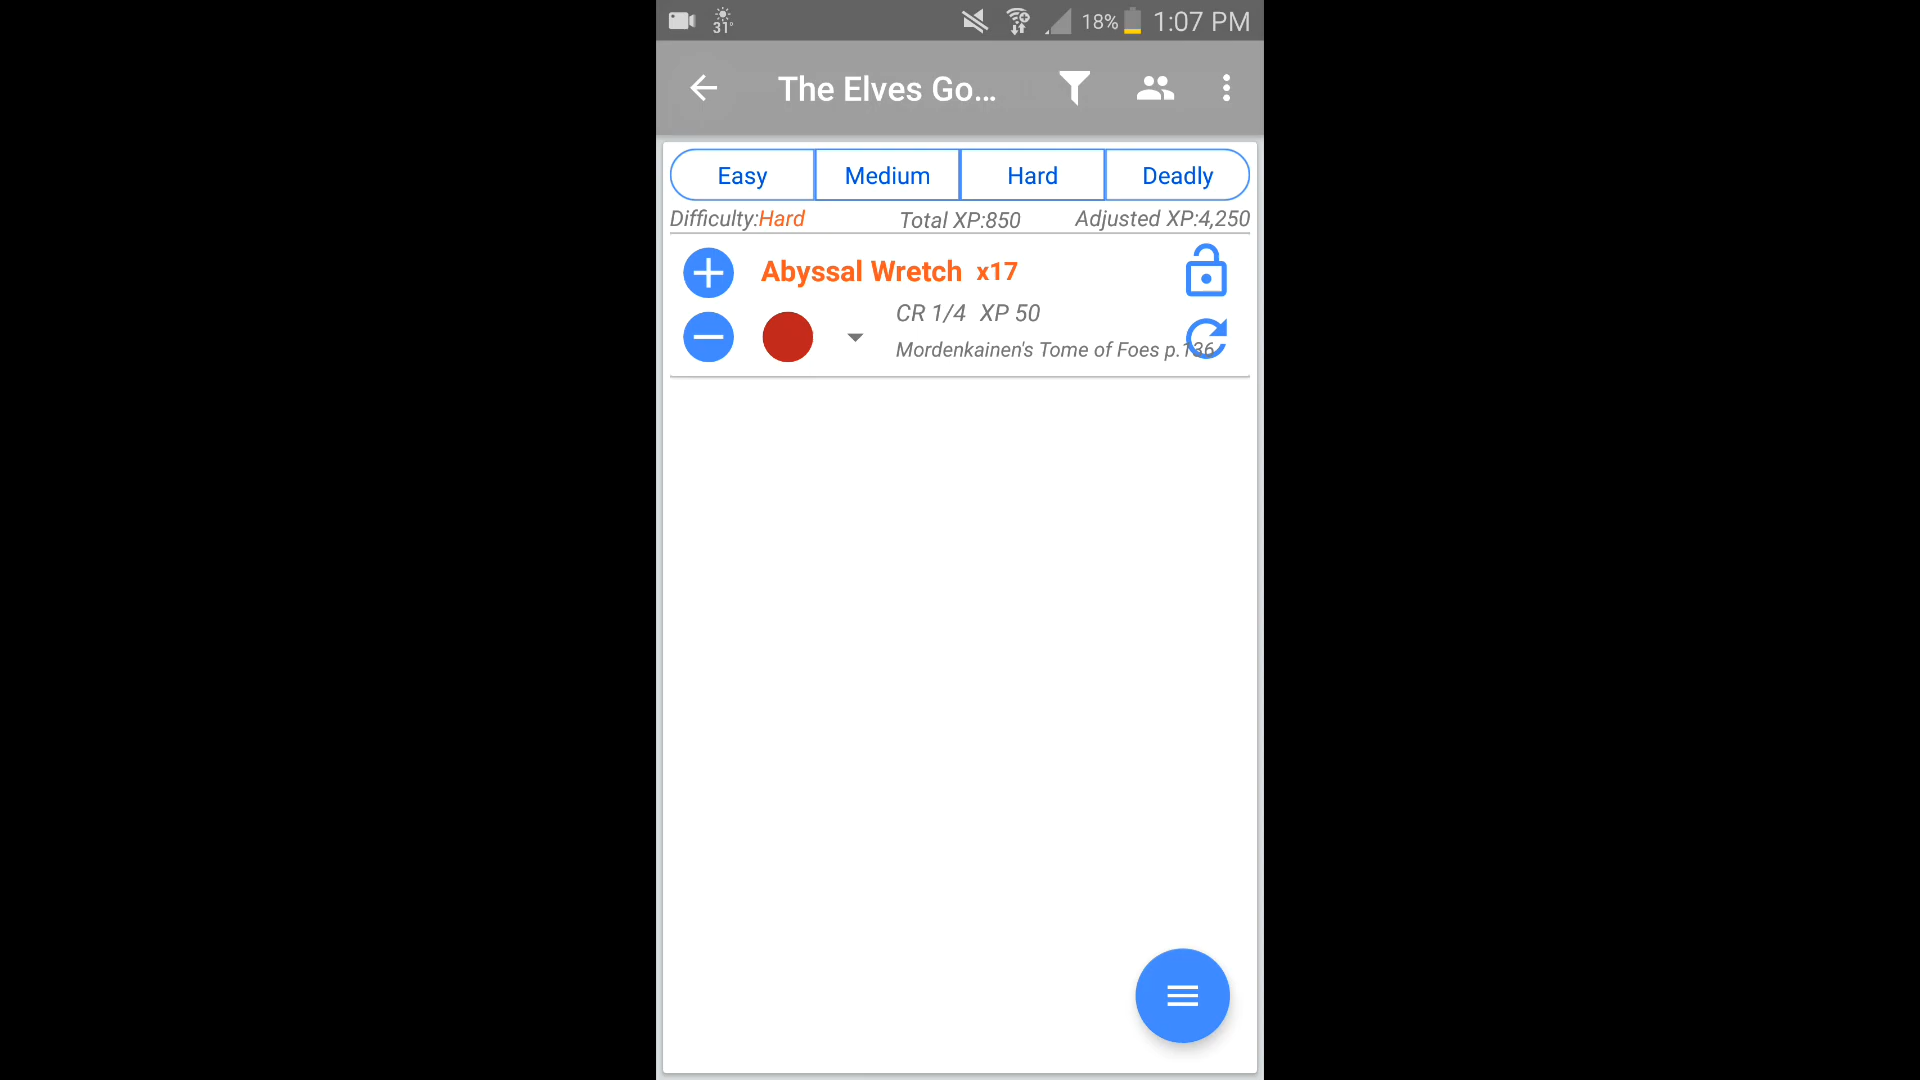 31°
18%
1:07 PM
The Elves Go...
Easy
Medium
Hard
Deadly
Difficulty:Hard
Total XP:850
Adjusted XP:4,250
Abyssal Wretch x17
CR 1/4 XP 50
Mordenkainen's Tome of Foes p.136